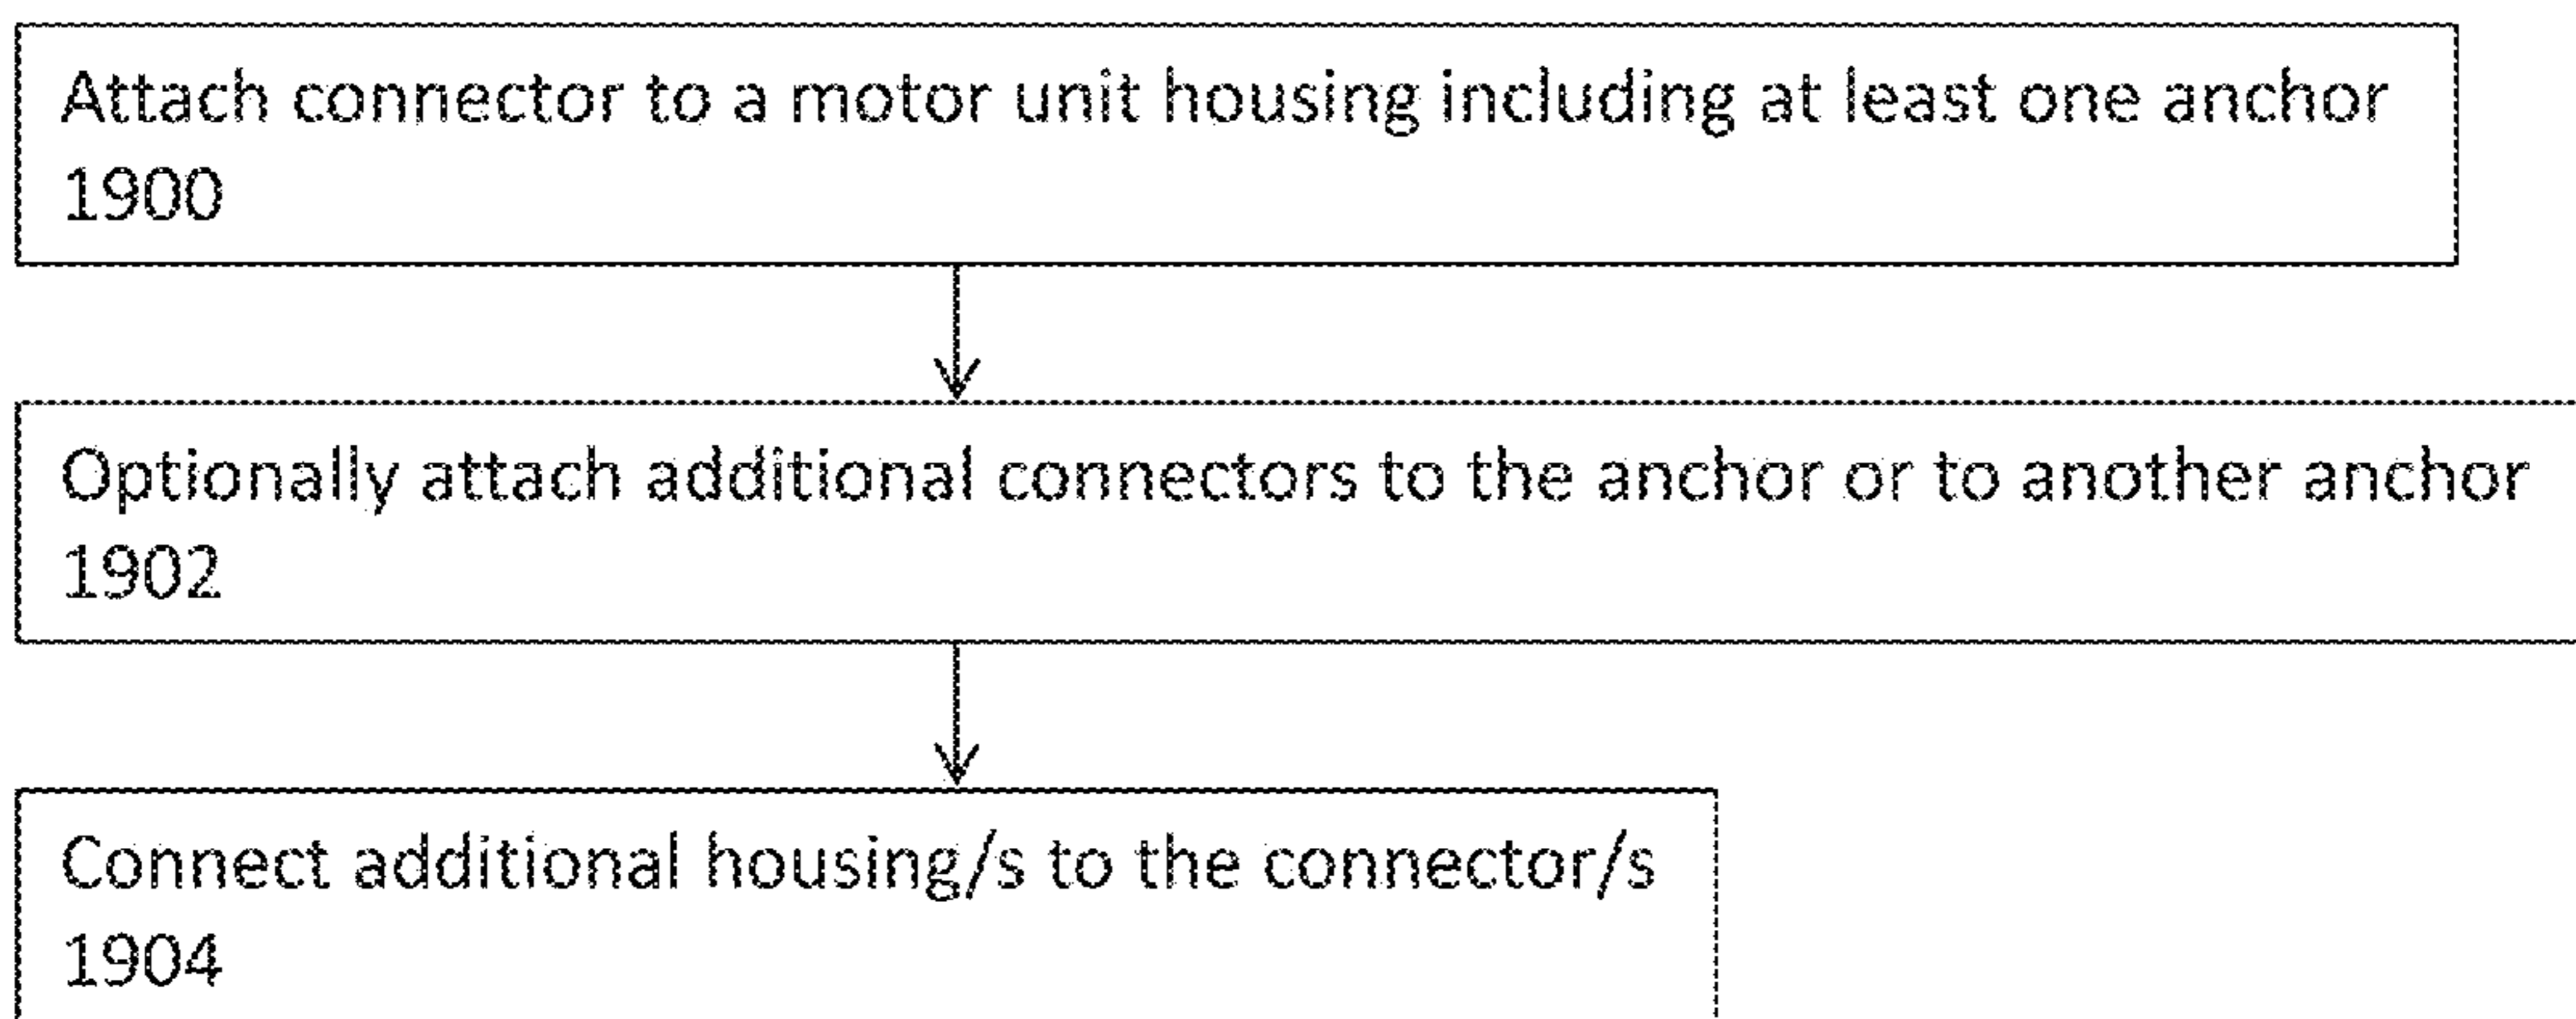 Attach connector to a motor unit housing including at least one anchor
1900
Optionally attach additional connectors to the anchor or to another anchor
1902
Connect additional housing/s to the connector/s
1904